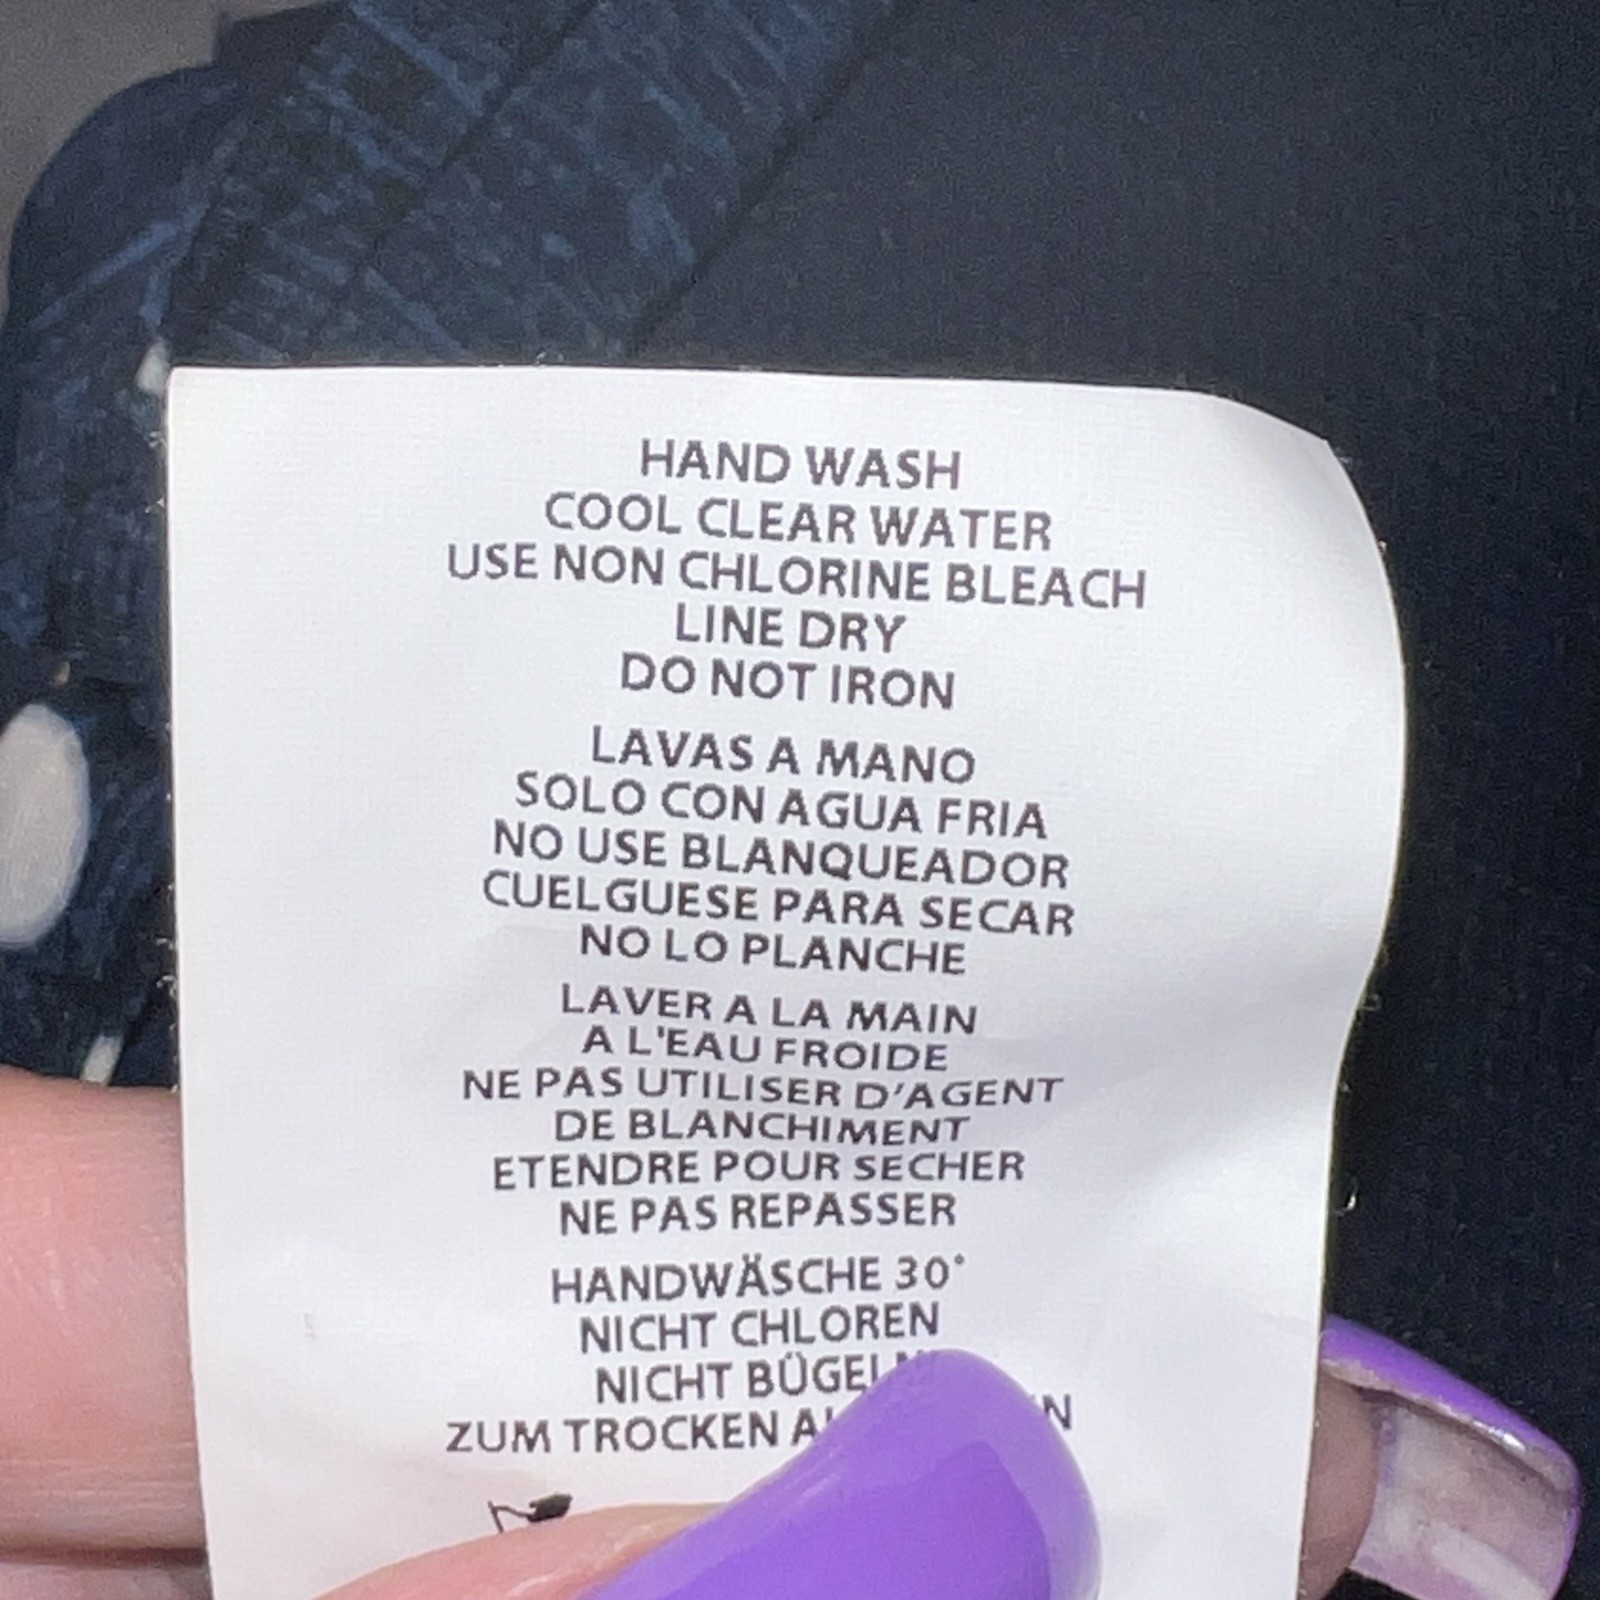 HAND WASH
COOL CLEAR WATER
USE NON CHLORINE BLEACH
LINE DRY
DO NOT IRON
LAVAS A MANO
SOLO CON AGUA FRIA
NO USE BLANQUEADOR
CUELGUESE PARA SECAR
NO LO PLANCHE
LAVER A LA MAIN
A L'EAU FROIDE
NE PAS UTILISER D'AGENT
DE BLANCHIMENT
ETENDRE POUR SECHER
NE PAS REPASSER
HANDWÄSCHE 30°
NICHT CHLOREN
NICHT BÜGELN
ZUM TROCKEN